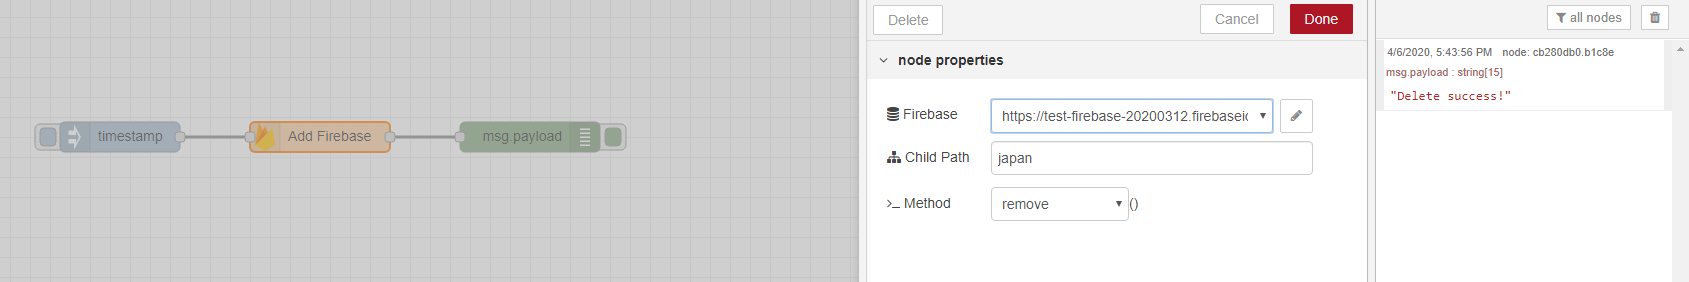 timestamp
Add Firebase
msg.payload
Delete
Cancel
Done
node properties
Firebase
https://test-firebase-20200312.firebaseio
Child Path
japan
Method
remove
()
all nodes
4/6/2020, 5:43:56 PM node: cb280db0.b1c8e
msg.payload : string[15]
"Delete success!"